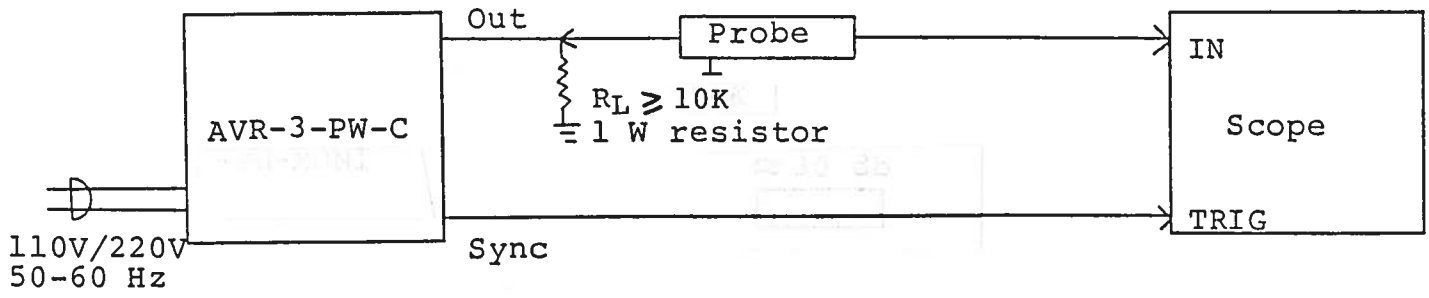 Out
Probe
IN
R_L ≥ 10K
1 W resistor
AVR-3-PW-C
Scope
TRIG
Sync
110V/220V
50-60 Hz